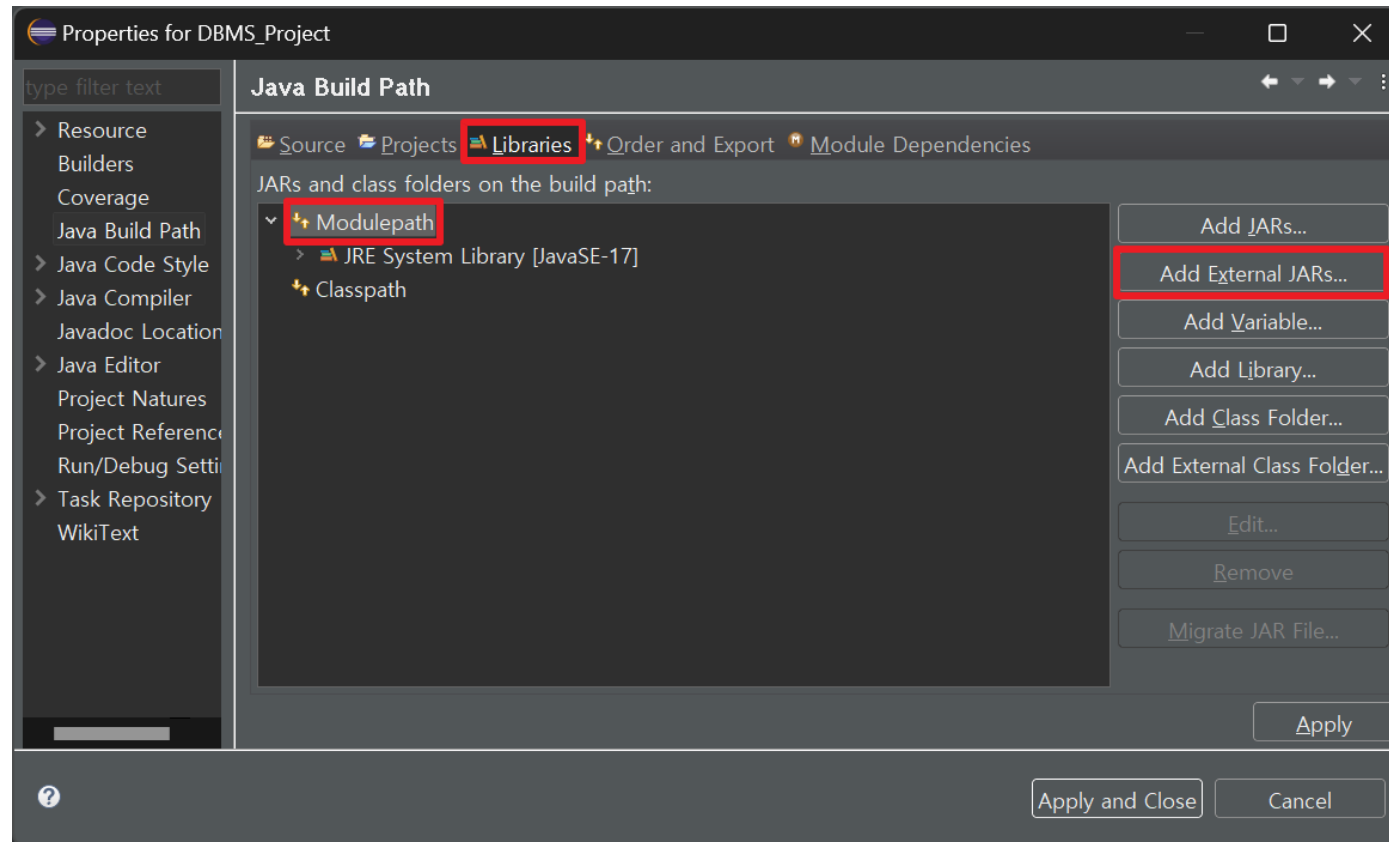 Properties for DBMS_Project
type filter text
Java Build Path
Resource
Builders
Coverage
Java Build Path
Java Code Style
Java Compiler
Javadoc Location
Java Editor
Project Natures
Project Reference
Run/Debug Setti
Task Repository
WikiText
Source Projects Libraries Order and Export Module Dependencies
JARs and class folders on the build path:
Modulepath
JRE System Library [JavaSE-17]
Classpath
Add JARs...
Add External JARs...
Add Variable...
Add Library...
Add Class Folder...
Add External Class Folder...
Edit...
Remove
Migrate JAR File...
Apply
Apply and Close Cancel